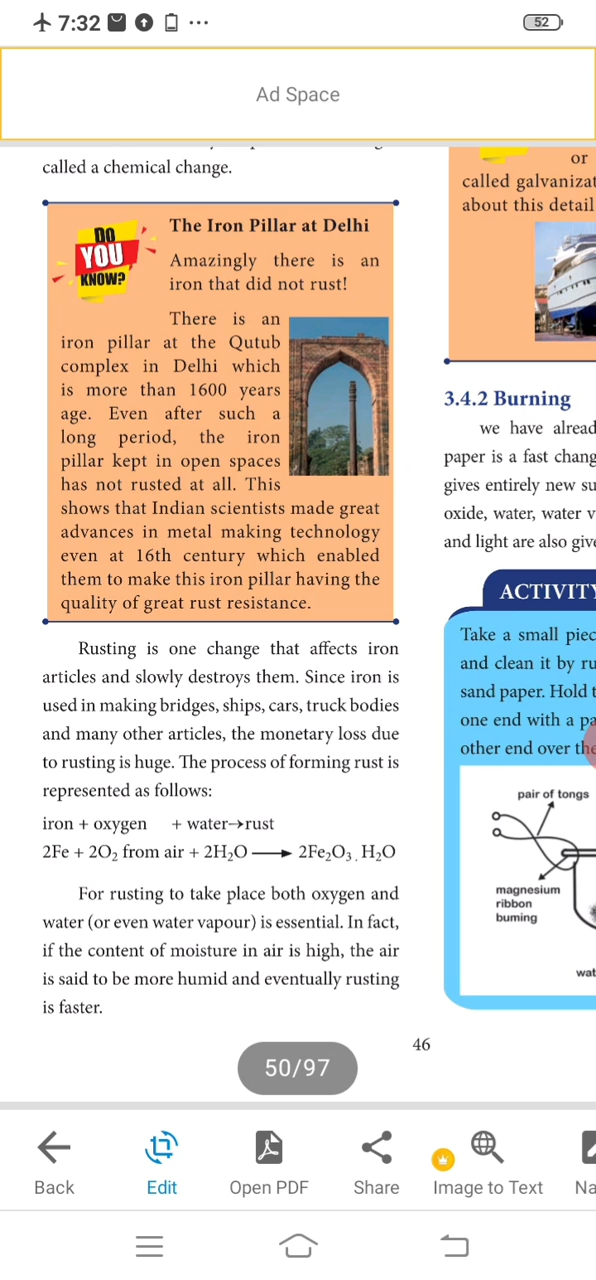 7:32
52
Ad Space
called a chemical change.
DO
YOU
KNOW?
The Iron Pillar at Delhi
Amazingly there is an
iron that did not rust!
There is an
iron pillar at the Qutub
complex in Delhi which
is more than 1600 years
age. Even after such a
long period, the iron
pillar kept in open spaces
has not rusted at all. This
shows that Indian scientists made great
advances in metal making technology
even at 16th century which enabled
them to make this iron pillar having the
quality of great rust resistance.
Rusting is one change that affects iron
articles and slowly destroys them. Since iron is
used in making bridges, ships, cars, truck bodies
and many other articles, the monetary loss due
to rusting is huge. The process of forming rust is
represented as follows:
iron + oxygen + water→rust
2Fe + 2O₂ from air + 2H₂O ⟶ 2Fe₂O₃ . H₂O
For rusting to take place both oxygen and
water (or even water vapour) is essential. In fact,
if the content of moisture in air is high, the air
is said to be more humid and eventually rusting
is faster.
or
called galvanizat
about this detail
3.4.2 Burning
we have alread
paper is a fast chang
gives entirely new su
oxide, water, water v
and light are also give
ACTIVITY
Take a small piec
and clean it by ru
sand paper. Hold t
one end with a pa
other end over the
pair of tongs
magnesium
ribbon
buming
wat
46
50/97
Back
Edit
Open PDF
Share
Image to Text
Na